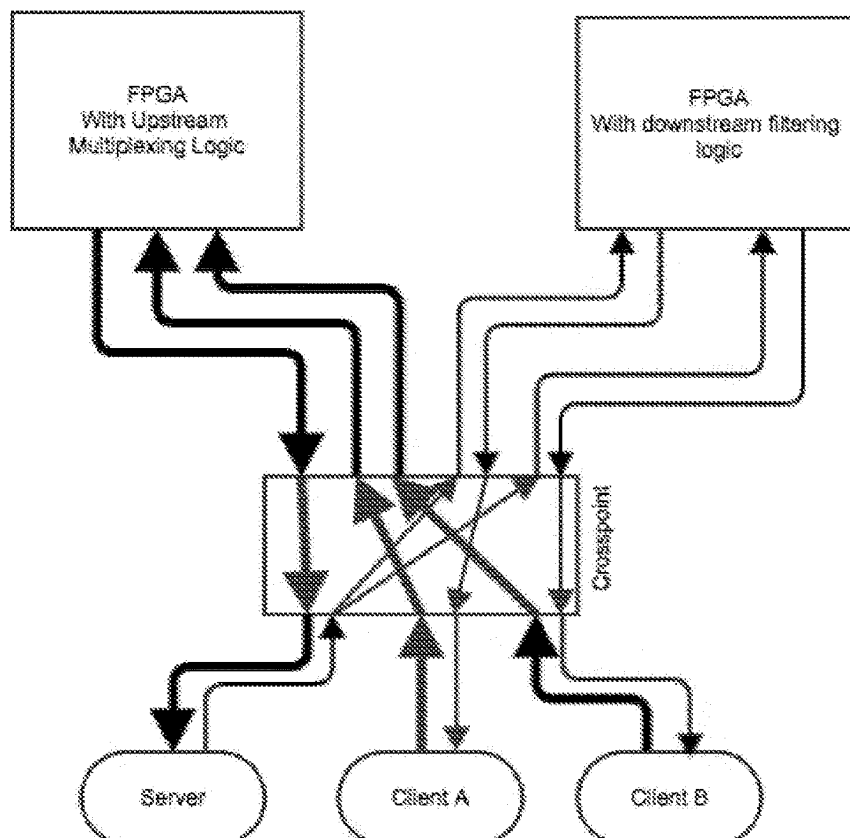 FPGA
With Upstream
Multiplexing Logic
FPGA
With downstream filtering
logic
Crosspoint
Server
Client A
Client B